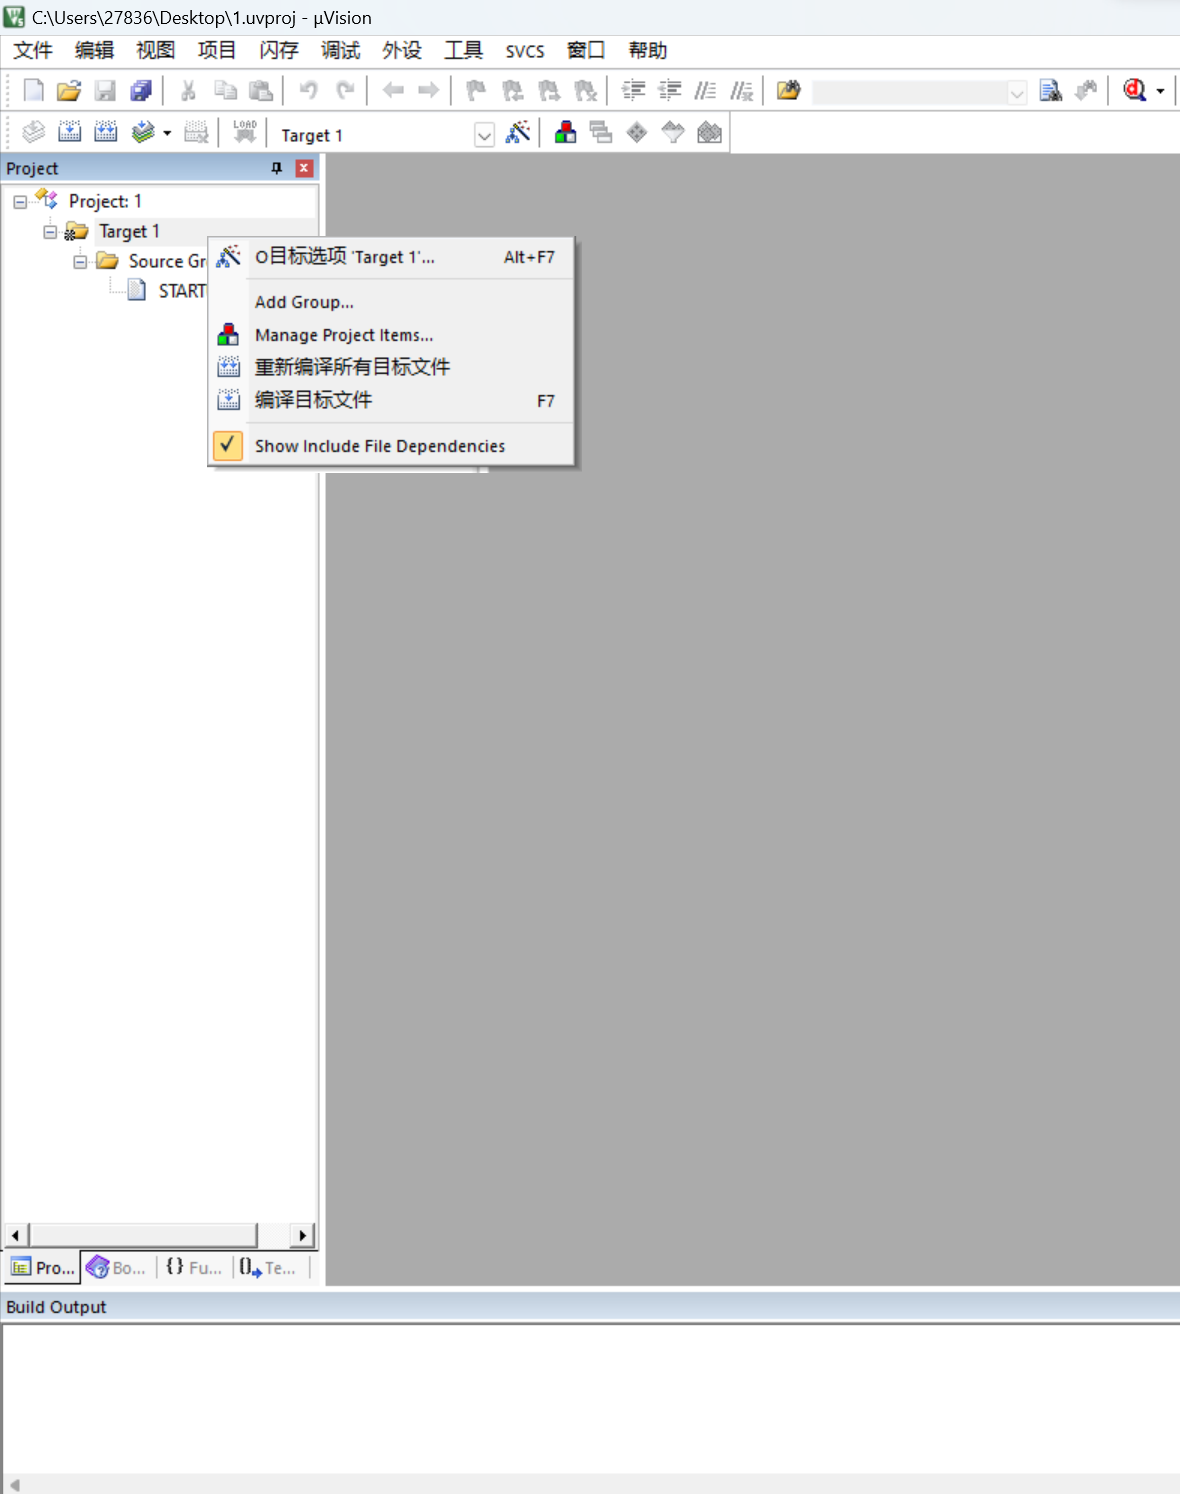 C:\Users\27836\Desktop\1.uvproj - µVision
文件 编辑 视图 项目 闪存 调试 外设 工具 SVCS 窗口 帮助
LOAD Target 1
Project
Project: 1
Target 1
Source Gr
START
O目标选项 'Target 1'... Alt+F7
Add Group...
Manage Project Items...
重新编译所有目标文件
编译目标文件 F7
Show Include File Dependencies
Pro... Bo... {} Fu... Te...
Build Output